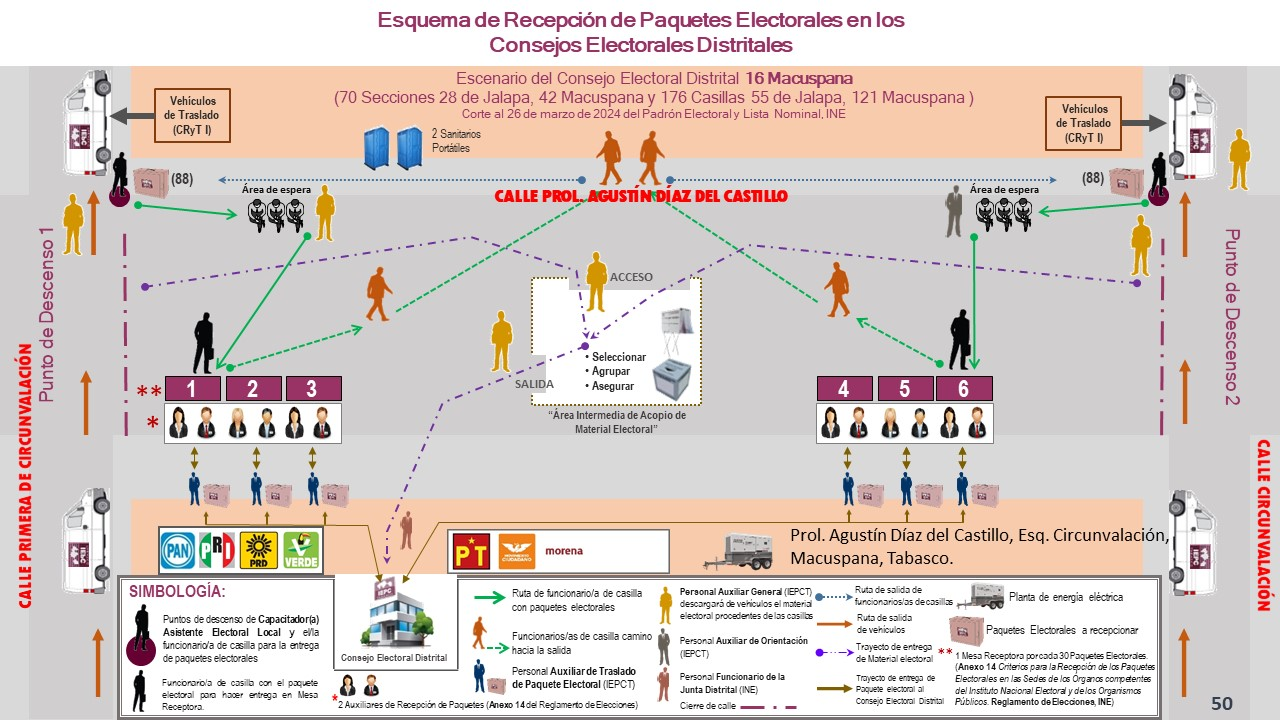 Esquema de Recepción de Paquetes Electorales en los
Consejos Electorales Distritales
Escenario del Consejo Electoral Distrital 16 Macuspana
(70 Secciones 28 de Jalapa, 42 Macuspana y 176 Casillas 55 de Jalapa, 121 Macuspana )
Corte al 26 de marzo de 2024 del Padrón Electoral y Lista Nominal, INE
Vehículos
de Traslado
(CRyT I)
Vehículos
de Traslado
(CRyT I)
2 Sanitarios
Portátiles
IEPC
IEPC
(88)
(88)
Área de espera
Área de espera
CALLE PROL. AGUSTÍN DÍAZ DEL CASTILLO
Punto de Descenso 1
Punto de Descenso 2
CALLE PRIMERA DE CIRCUNVALACIÓN
CALLE CIRCUNVALACIÓN
ACCESO
SALIDA
• Seleccionar
• Agrupar
• Asegurar
“Área Intermedia de Acopio de
Material Electoral”
** 1 2 3
*
4 5 6
PAN PRD PRD VERDE
PT MOVIMIENTO CIUDADANO morena
Prol. Agustín Díaz del Castillo, Esq. Circunvalación,
Macuspana, Tabasco.
SIMBOLOGÍA:
Puntos de descenso de Capacitador(a)
Asistente Electoral Local y el/la
funcionario/a de casilla para la entrega
de paquetes electorales
Funcionario/a de casilla con el paquete
electoral para hacer entrega en Mesa
Receptora.
IEPC
Consejo Electoral Distrital
*2 Auxiliares de Recepción de Paquetes (Anexo 14 del Reglamento de Elecciones)
Ruta de funcionario/a de casilla
con paquetes electorales
Funcionarios/as de casilla camino
hacia la salida
Personal Auxiliar de Traslado
de Paquete Electoral (IEPCT)
Personal Auxiliar General (IEPCT)
descargará de vehículos el material
electoral procedentes de las casillas
Personal Auxiliar de Orientación
(IEPCT)
Personal Funcionario de la
Junta Distrital (INE)
Cierre de calle
Ruta de salida de
funcionarios/as de casillas
Ruta de salida
de vehículos
Trayecto de entrega
de Material electoral
Trayecto de entrega de
Paquete electoral al
Consejo Electoral Distrital
Planta de energía eléctrica
Paquetes Electorales a recepcionar
** 1 Mesa Receptora por cada 30 Paquetes Electorales.
(Anexo 14 Criterios para la Recepción de los Paquetes
Electorales en las Sedes de los Órganos competentes
del Instituto Nacional Electoral y de los Organismos
Públicos. Reglamento de Elecciones, INE)
50